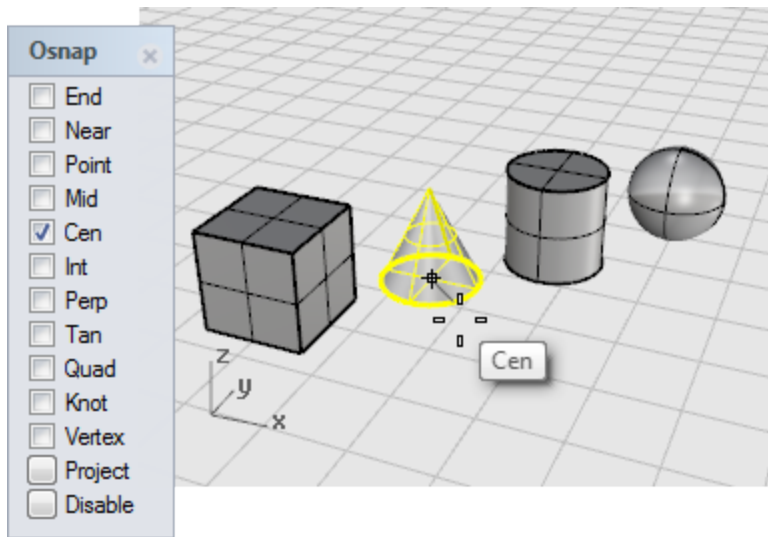 Osnap
End
Near
Point
Mid
Cen
Int
Perp
Tan
Quad
Knot
Vertex
Project
Disable
z
y
x
Cen